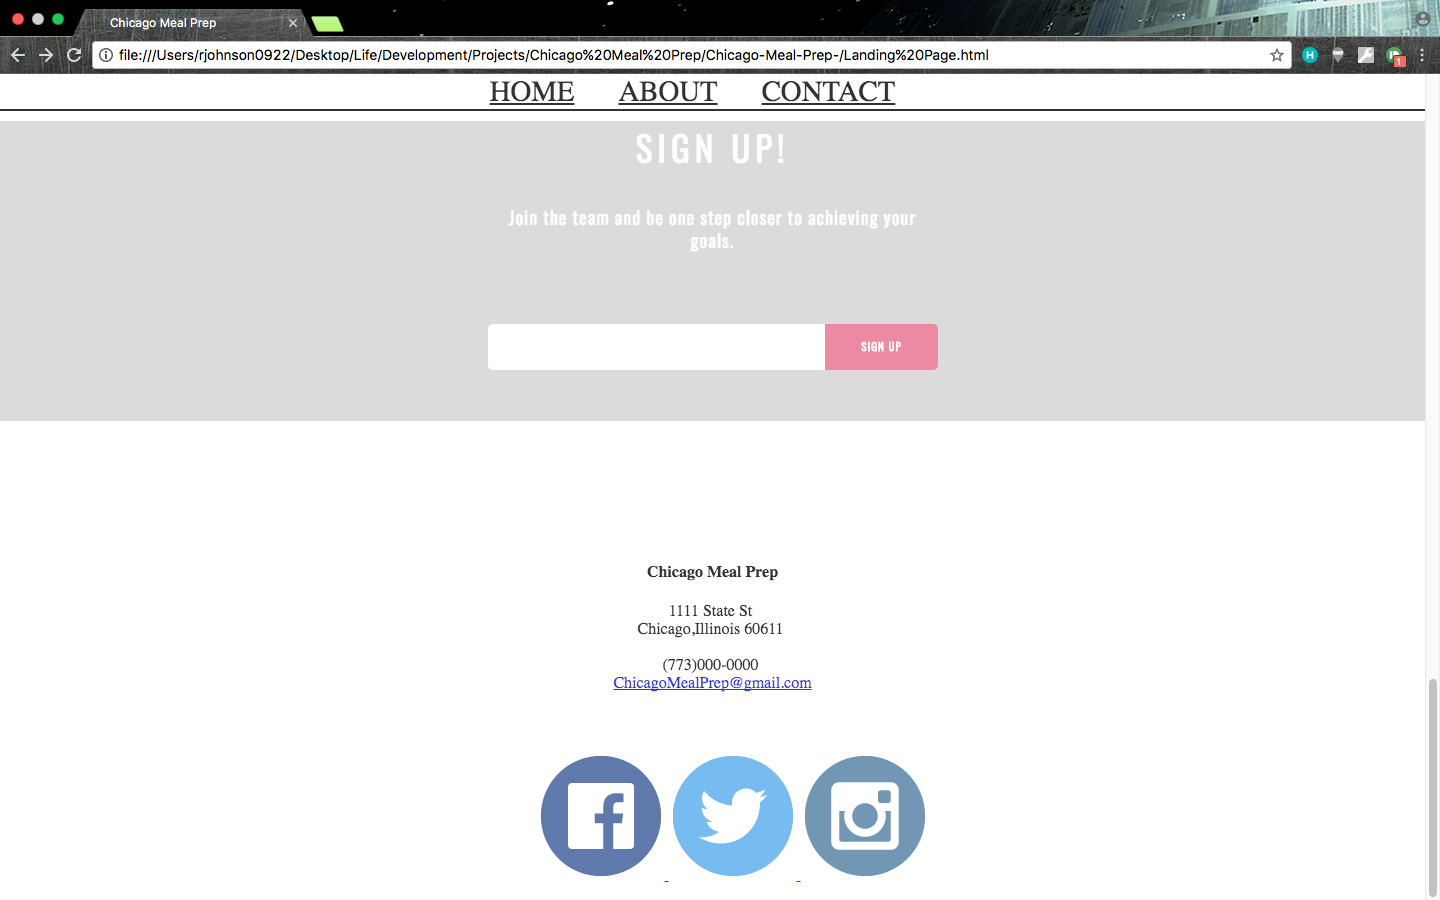 Chicago Meal Prep
file:///Users/rjohnson0922/Desktop/Life/Development/Projects/Chicago%20Meal%20Prep/Chicago-Meal-Prep-/Landing%20Page.html
H
1
HOME ABOUT CONTACT
SIGN UP!
Join the team and be one step closer to achieving your
goals.
SIGN UP
Chicago Meal Prep
1111 State St
Chicago,Illinois 60611
(773)000-0000
ChicagoMealPrep@gmail.com